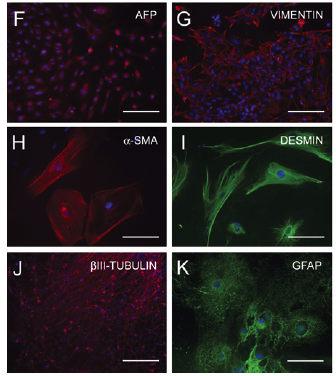 F AFP
G VIMENTIN
H α-SMA
I DESMIN
J βIII-TUBULIN
K GFAP